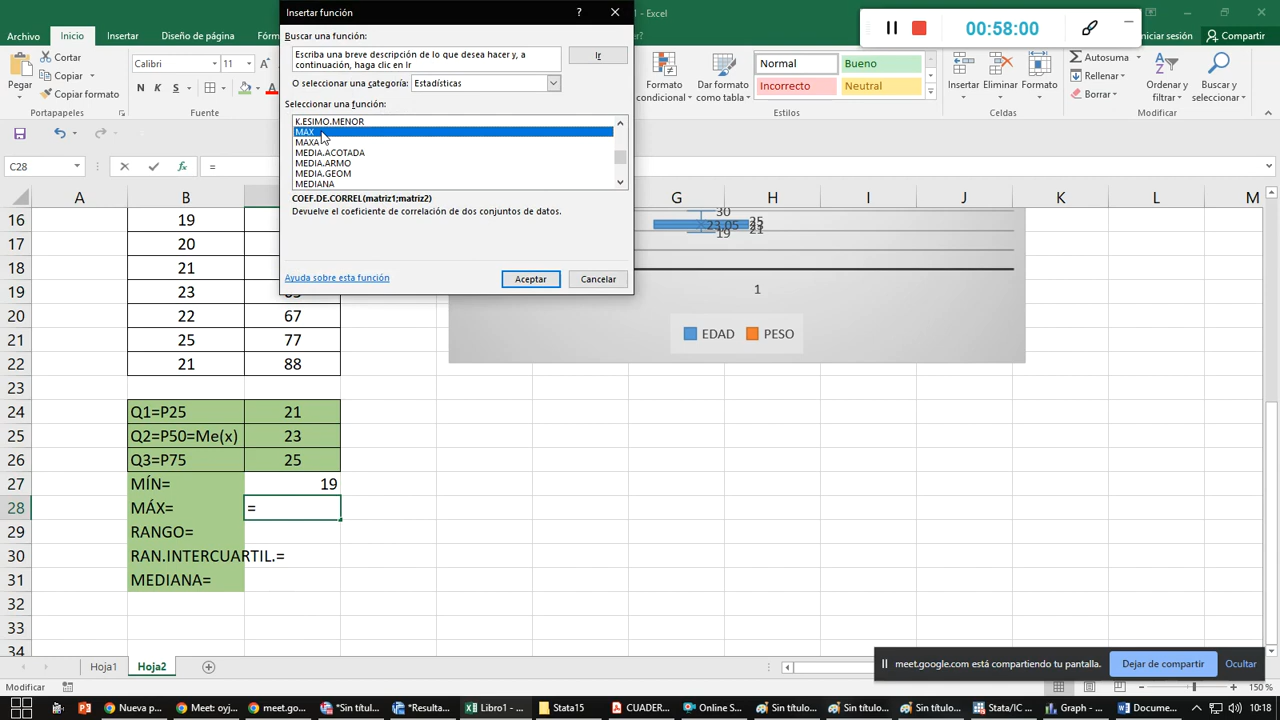 Insertar función
?
1 - Excel
00:58:00
Iniciar sesión
Compartir
Archivo
Inicio
Insertar
Diseño de página
Buscar una función:
Escriba una breve descripción de lo que desea hacer y, a
continuación, haga clic en Ir
Ir
O seleccionar una categoría:
Estadísticas
Seleccionar una función:
K.ESIMO.MENOR
MAX
MAXA
MEDIA.ACOTADA
MEDIA.ARMO
MEDIA.GEOM
MEDIANA
COEF.DE.CORREL(matriz1;matriz2)
Devuelve el coeficiente de correlación de dos conjuntos de datos.
Ayuda sobre esta función
Aceptar
Cancelar
Pegar
Cortar
Copiar
Copiar formato
Portapapeles
Calibri
11
N K S
Formato
condicional
Dar formato
como tabla
Normal
Bueno
Incorrecto
Neutral
Estilos
Insertar
Eliminar
Formato
Celdas
Autosuma
Rellenar
Borrar
Ordenar y
filtrar
Buscar y
seleccionar
Modificar
C28
=
A B G H I J K L M
16 19
17 20
18 21
19 23
20 22 67
21 25 77
22 21 88
23
24 Q1=P25 21
25 Q2=P50=Me(x) 23
26 Q3=P75 25
27 MÍN= 19
28 MÁX= =
29 RANGO=
30 RAN.INTERCUARTIL.=
31 MEDIANA=
32
33
34
30
23,05
25
21
19
1
EDAD
PESO
Hoja1
Hoja2
meet.google.com está compartiendo tu pantalla.
Dejar de compartir
Ocultar
Modificar
150 %
Nueva p...
Meet: oyj...
meet.go...
*Sin título...
*Resulta...
Libro1 - ...
Stata15
CUADER...
Online S...
Sin título...
Sin título...
Sin título...
Stata/IC ...
Graph - ...
Docume...
10:18